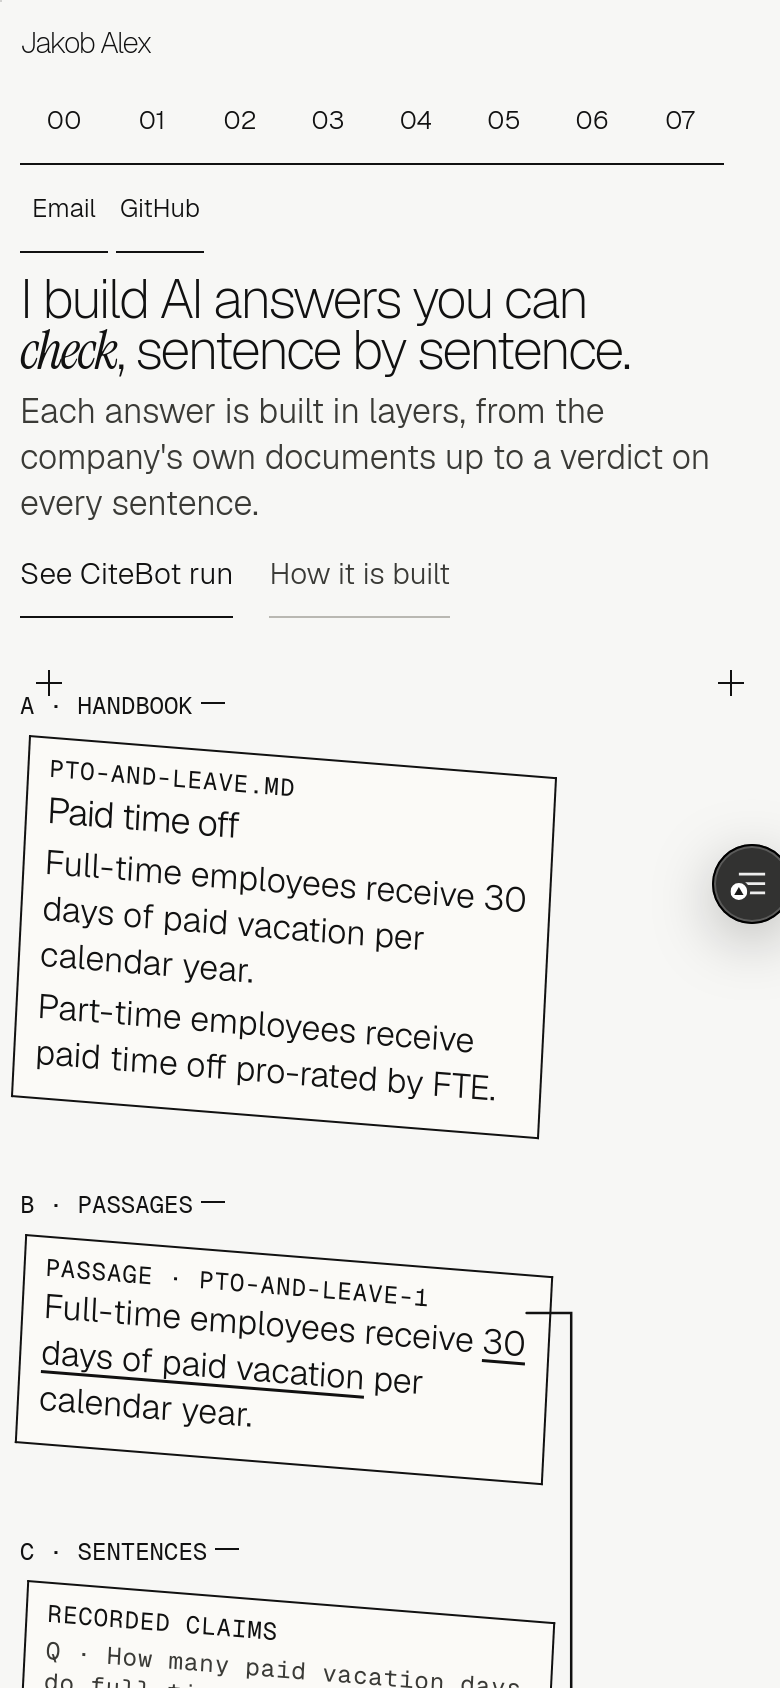 Jakob Alex
00 01 02 03 04 05 06 07
Email GitHub
I build AI answers you can
check, sentence by sentence.
Each answer is built in layers, from the
company's own documents up to a verdict on
every sentence.
See CiteBot run How it is built
A · HANDBOOK
PTO-AND-LEAVE.MD
Paid time off
Full-time employees receive 30
days of paid vacation per
calendar year.
Part-time employees receive
paid time off pro-rated by FTE.
B · PASSAGES
PASSAGE · PTO-AND-LEAVE-1
Full-time employees receive 30
days of paid vacation per
calendar year.
C · SENTENCES
RECORDED CLAIMS
Q · How many paid vacation days
do